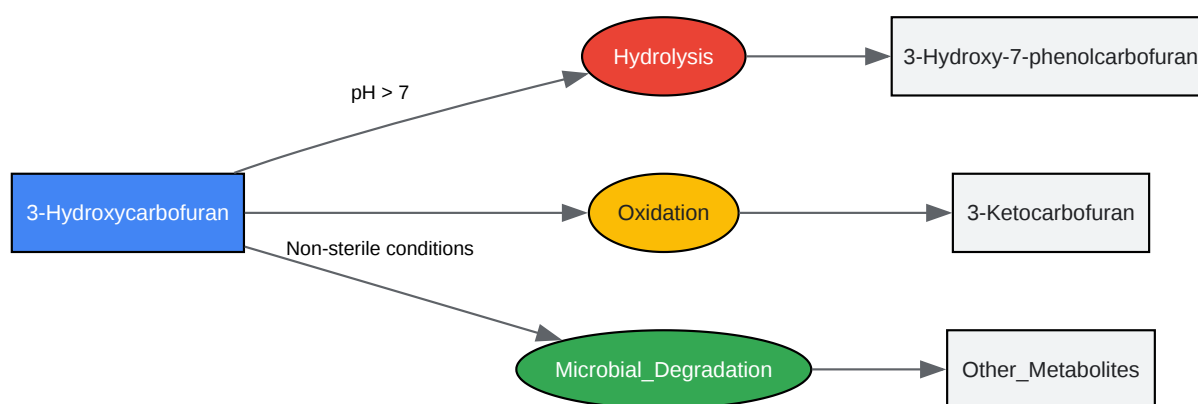 Hydrolysis
3-Hydroxy-7-phenolcarbofuran
pH > 7
3-Hydroxycarbofuran
Oxidation
3-Ketocarbofuran
Non-sterile conditions
Microbial_Degradation
Other_Metabolites